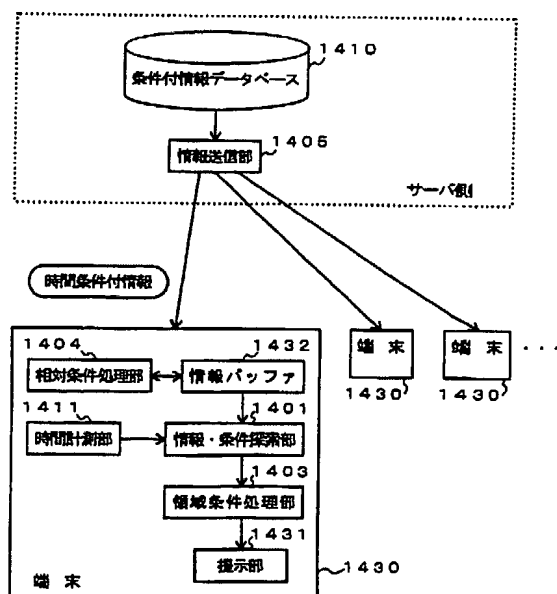 1410
条件付情報データベース
1405
情報送信部
サーバ側
時間条件付情報
端末 端末 ・・・
1430 1430
1404 1432
相対条件処理部 情報バッファ
1411 1401
時間計測部 情報・条件探索部
1403
領域条件処理部
1431
提示部
1430
端末